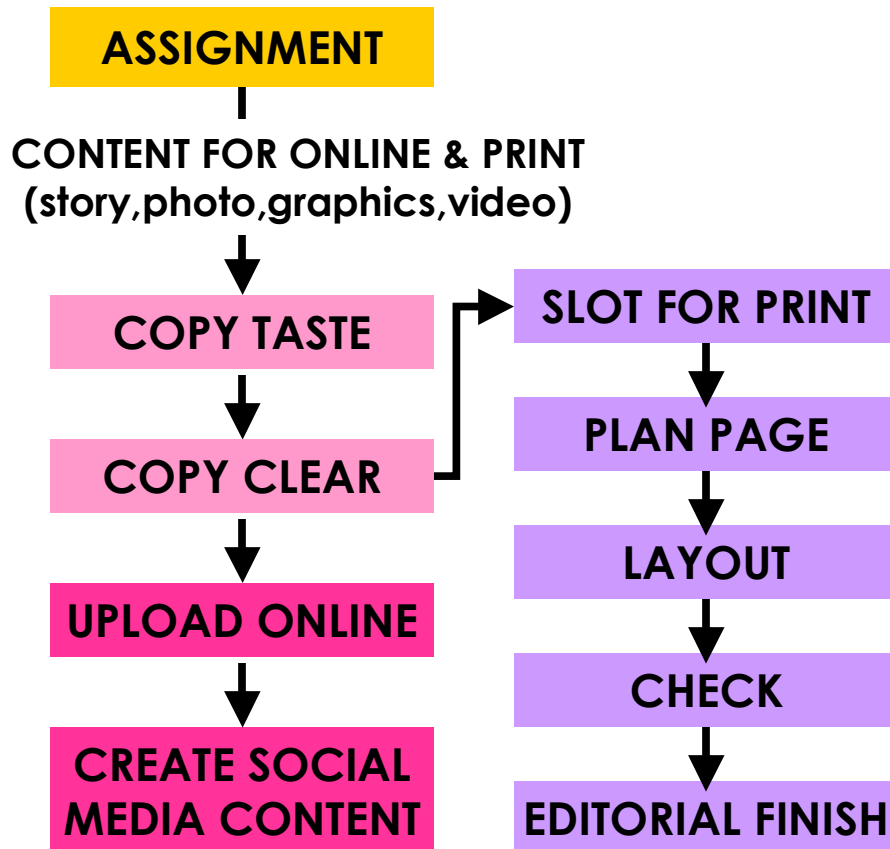 ASSIGNMENT
CONTENT FOR ONLINE & PRINT
(story,photo,graphics,video)
COPY TASTE
COPY CLEAR
UPLOAD ONLINE
CREATE SOCIAL
MEDIA CONTENT
SLOT FOR PRINT
PLAN PAGE
LAYOUT
CHECK
EDITORIAL FINISH